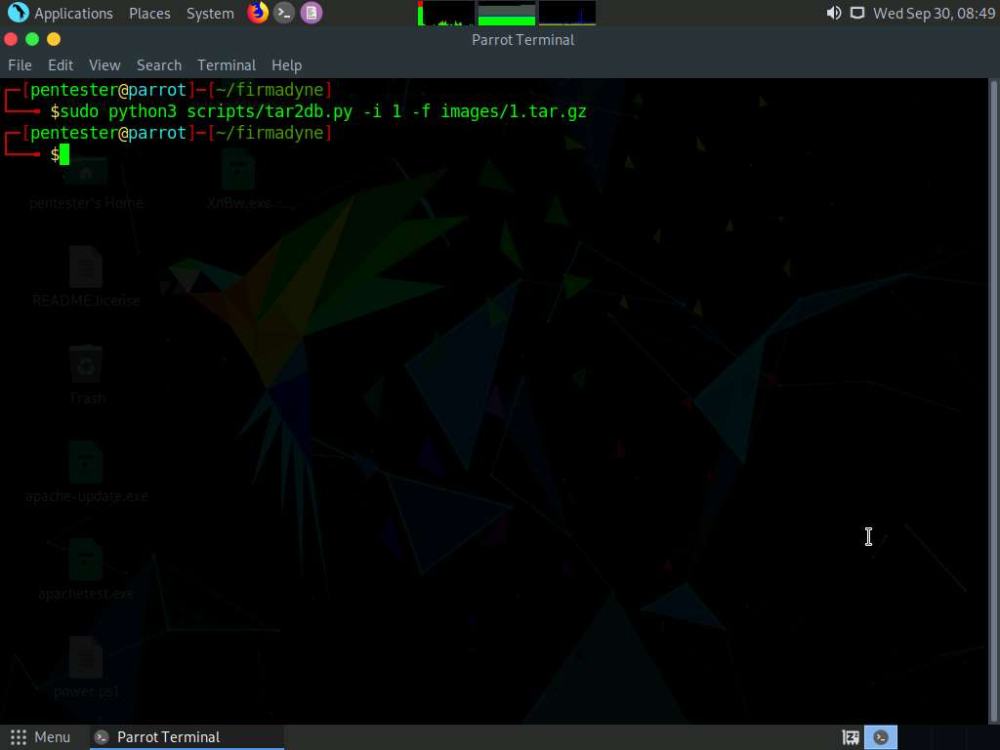 Applications Places System Wed Sep 30, 08:49
Parrot Terminal
File Edit View Search Terminal Help
┌─[pentester@parrot]─[~/firmadyne]
└──╼ $sudo python3 scripts/tar2db.py -i 1 -f images/1.tar.gz
┌─[pentester@parrot]─[~/firmadyne]
└──╼ $
pentester's Home XnBw.exe
README.license
Trash
apache-update.exe
apachetest.exe
power.ps1
Menu Parrot Terminal